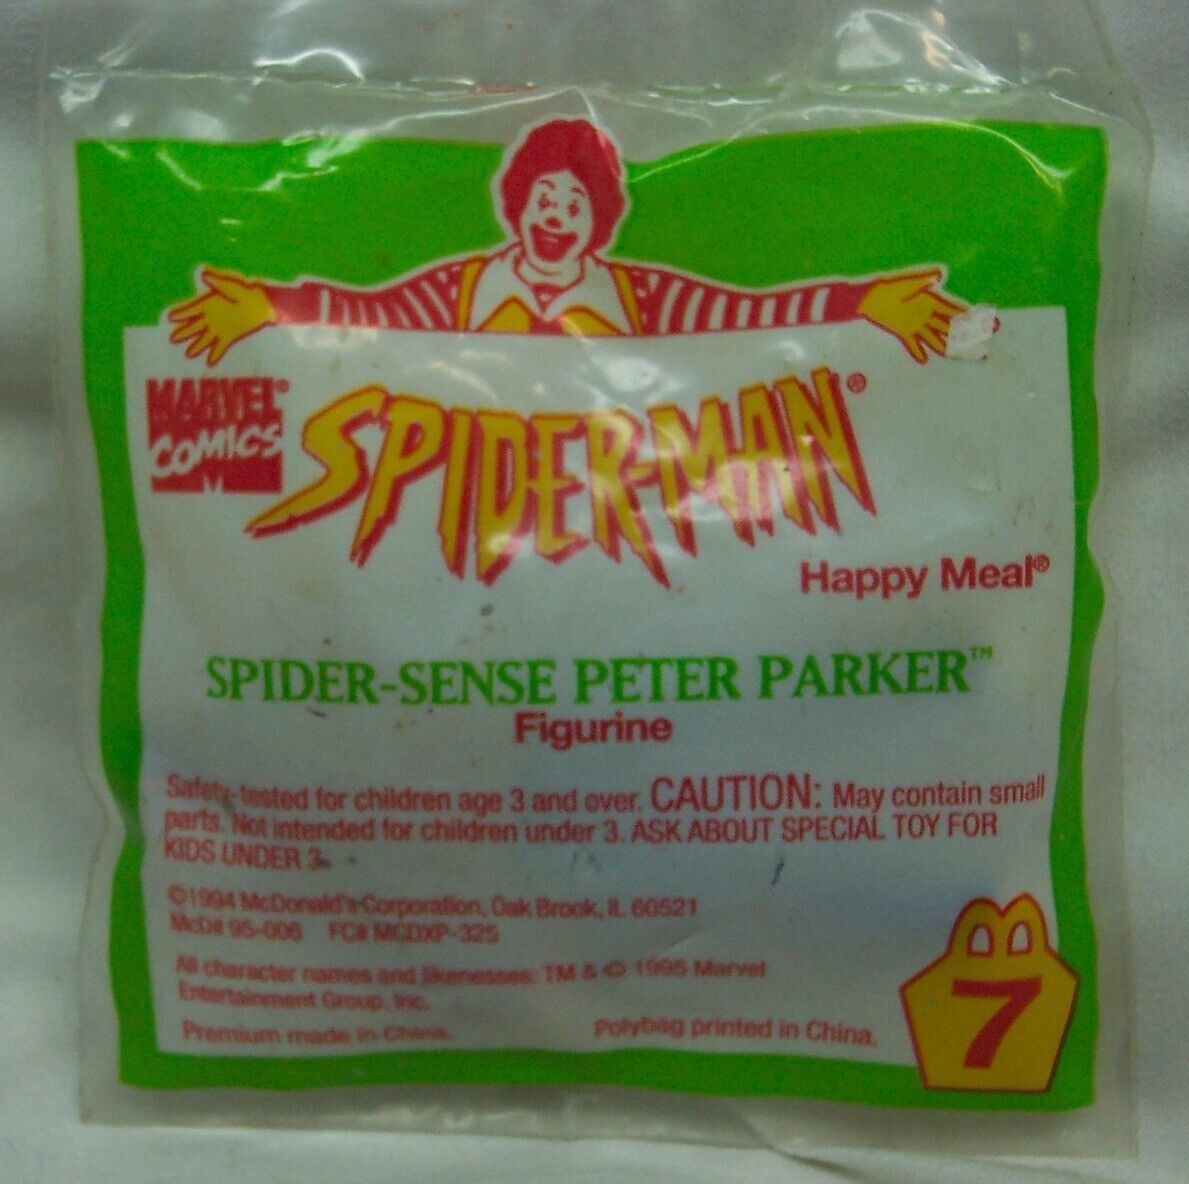 MARVEL®
COMICS
SPIDER-MAN®
Happy Meal®
SPIDER-SENSE PETER PARKER™
Figurine
Safety-tested for children age 3 and over. CAUTION: May contain small
parts. Not intended for children under 3. ASK ABOUT SPECIAL TOY FOR
KIDS UNDER 3.
©1994 McDonald's Corporation, Oak Brook, IL 60521
McD# 95-006 FC# MCDXP-325
All character names and likenesses: TM & © 1995 Marvel
Entertainment Group, Inc.
Premium made in China. Polybag printed in China.
7